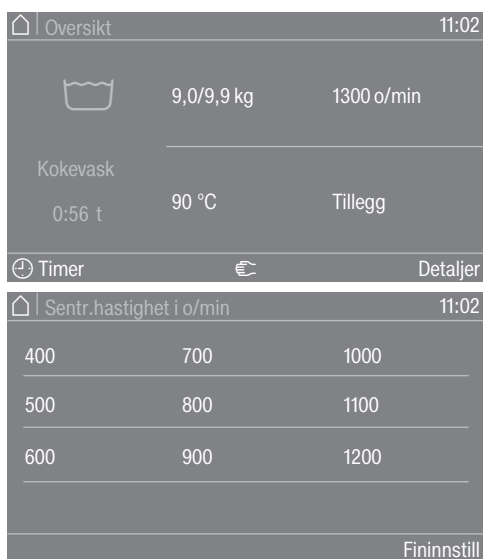 Oversikt 11:02
9,0/9,9 kg 1300 o/min
Kokevask
0:56 t
90 °C Tillegg
Timer Detaljer
Sentr.hastighet i o/min 11:02
400 700 1000
500 800 1100
600 900 1200
Fininnstill